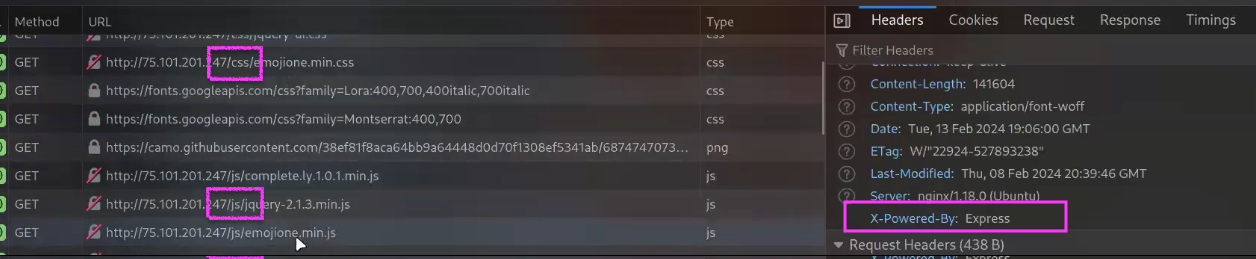 Method URL Type
GET http://75.101.201.247/css/jquery-ui.css css
GET http://75.101.201.247/css/emojione.min.css css
GET https://fonts.googleapis.com/css?family=Lora:400,700,400italic,700italic css
GET https://fonts.googleapis.com/css?family=Montserrat:400,700 css
GET https://camo.githubusercontent.com/38ef81f8aca64bb9a64448d0d70f1308ef5341ab/6874747073... png
GET http://75.101.201.247/js/complete.ly.1.0.1.min.js js
GET http://75.101.201.247/js/jquery-2.1.3.min.js js
GET http://75.101.201.247/js/emojione.min.js js
Headers Cookies Request Response Timings
Filter Headers
Connection: keep-alive
Content-Length: 141604
Content-Type: application/font-woff
Date: Tue, 13 Feb 2024 19:06:00 GMT
ETag: W/"22924-527893238"
Last-Modified: Thu, 08 Feb 2024 20:39:46 GMT
Server: nginx/1.18.0 (Ubuntu)
X-Powered-By: Express
Request Headers (438 B)
X-Powered-By: Express